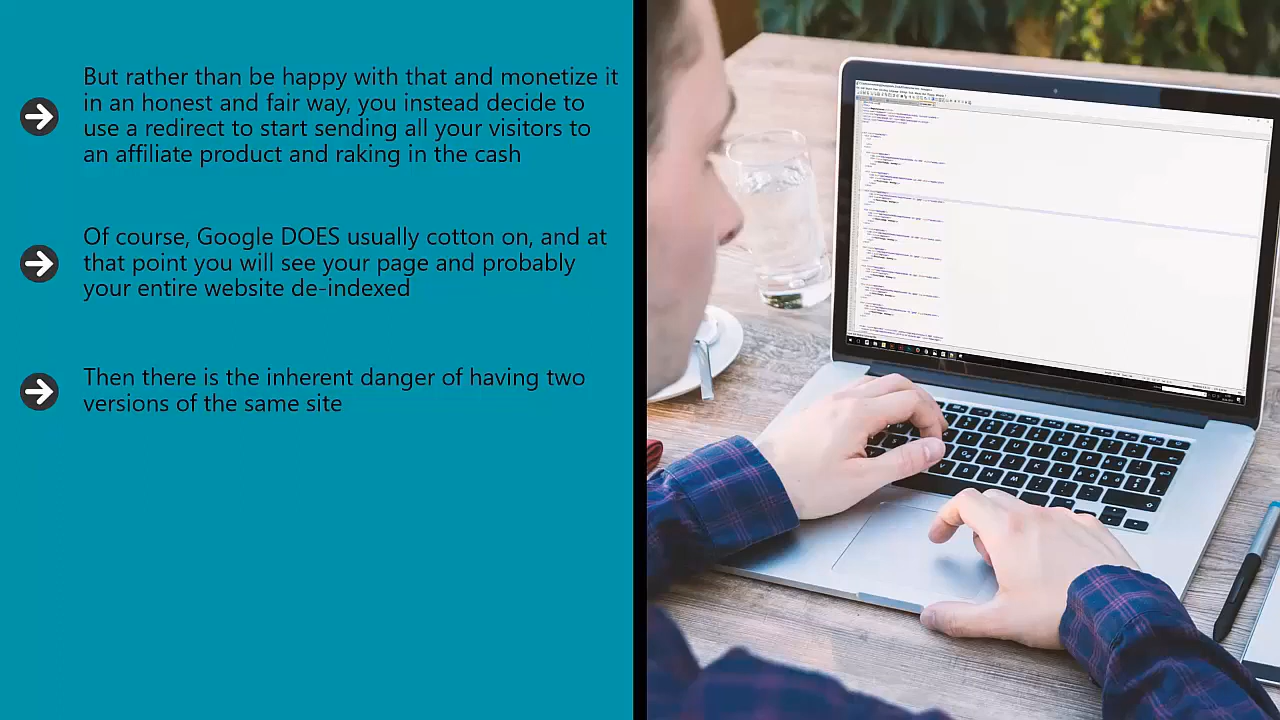 But rather than be happy with that and monetize it
in an honest and fair way, you instead decide to
use a redirect to start sending all your visitors to
an affiliate product and raking in the cash
Of course, Google DOES usually cotton on, and at
that point you will see your page and probably
your entire website de-indexed
Then there is the inherent danger of having two
versions of the same site